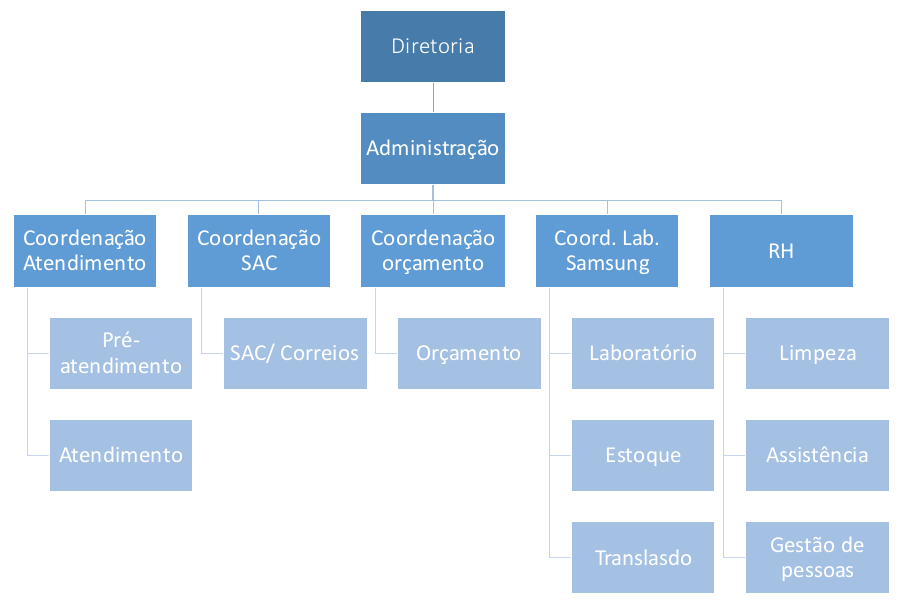 Diretoria
Administração
Coordenação
Atendimento
Coordenação
SAC
Coordenação
orçamento
Coord. Lab.
Samsung
RH
Pré-
atendimento
SAC/ Correios
Orçamento
Laboratório
Limpeza
Atendimento
Estoque
Assistência
Translasdo
Gestão de
pessoas